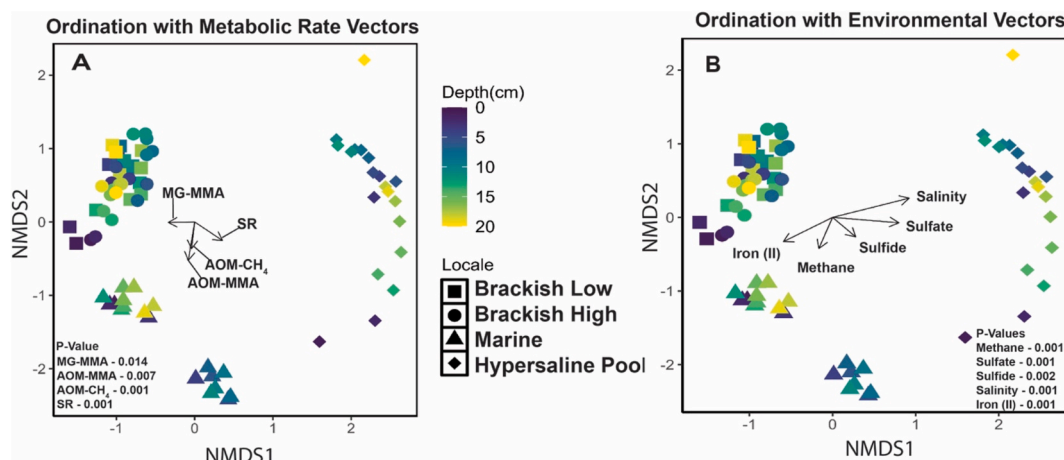 Ordination with Metabolic Rate Vectors
A
2
1
0
-1
-2
NMDS2
MG-MMA
SR
AOM-CH4
AOM-MMA
P-Value
MG-MMA - 0.014
AOM-MMA - 0.007
AOM-CH4 - 0.001
SR - 0.001
-1
0
1
2
NMDS1
Depth(cm)
0
5
10
15
20
Locale
Brackish Low
Brackish High
Marine
Hypersaline Pool
Ordination with Environmental Vectors
B
2
1
0
-1
-2
NMDS2
Salinity
Sulfate
Sulfide
Iron (II)
Methane
P-Values
Methane - 0.001
Sulfate - 0.001
Sulfide - 0.002
Salinity - 0.001
Iron (II) - 0.001
-1
0
1
2
NMDS1